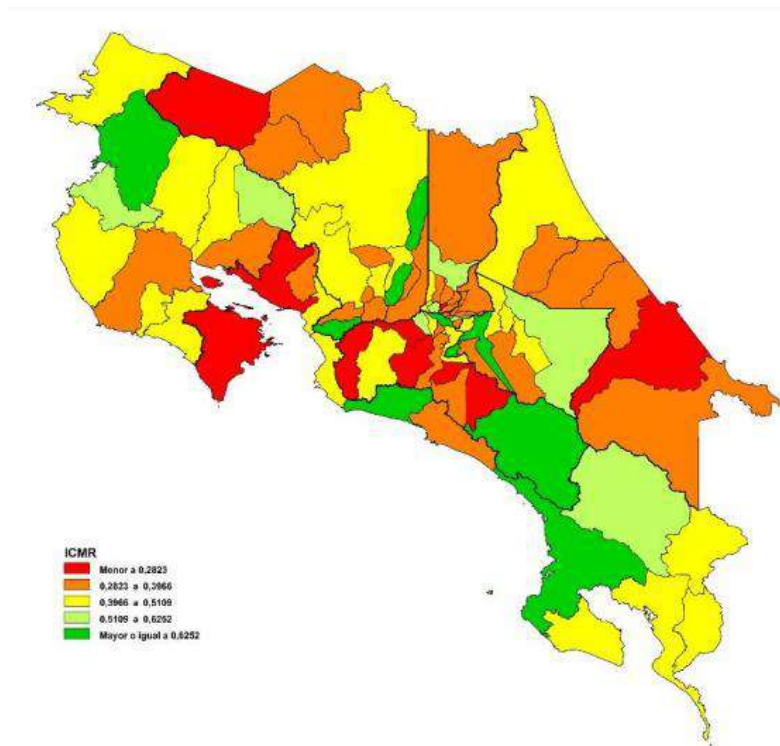 ICMR
Menor a 0,2823
0,2823 a 0,3966
0,3966 a 0,5109
0,5109 a 0,6252
Mayor o igual a 0,6252